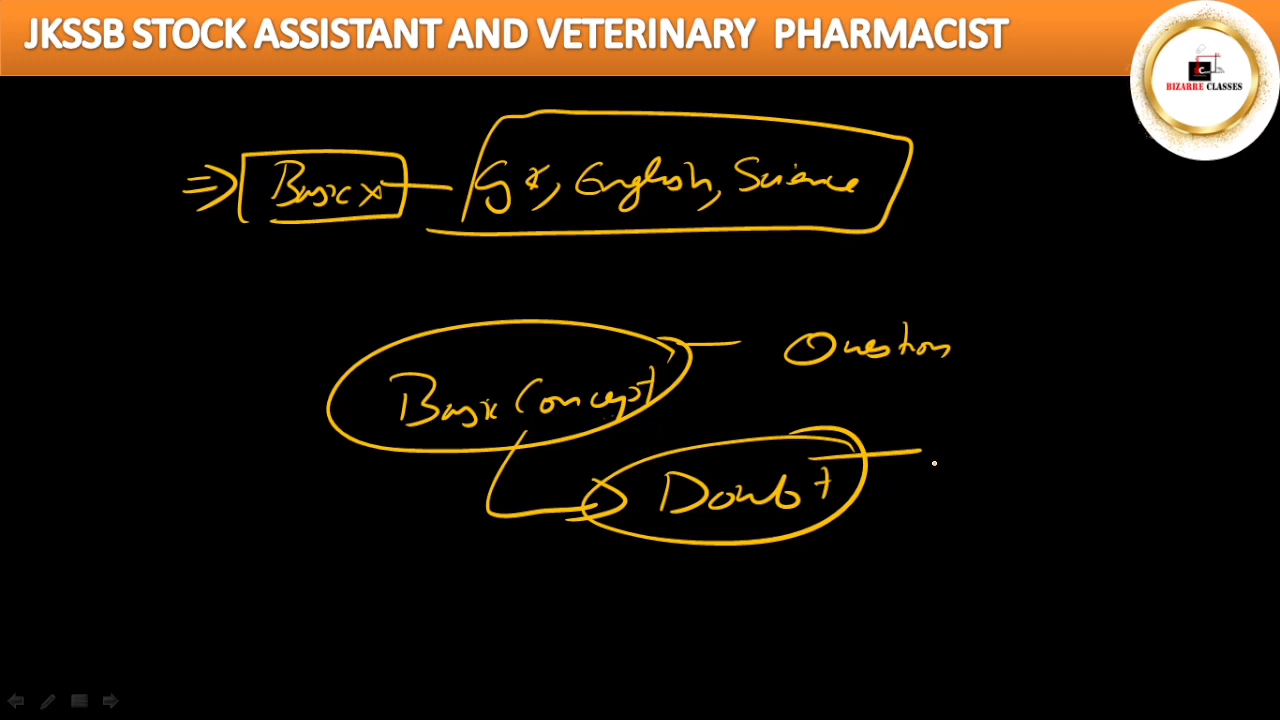 JKSSB STOCK ASSISTANT AND VETERINARY PHARMACIST
BIZARRE CLASSES
⇒ Basic — GK, English, Science
Basic Concept — Question
Doubt